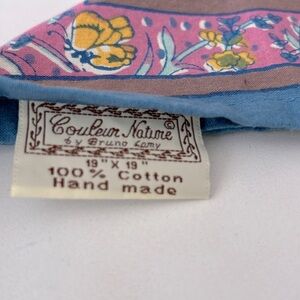 Couleur Nature©
by Bruno Lamy
19" X 19"
100% Cotton
Hand made